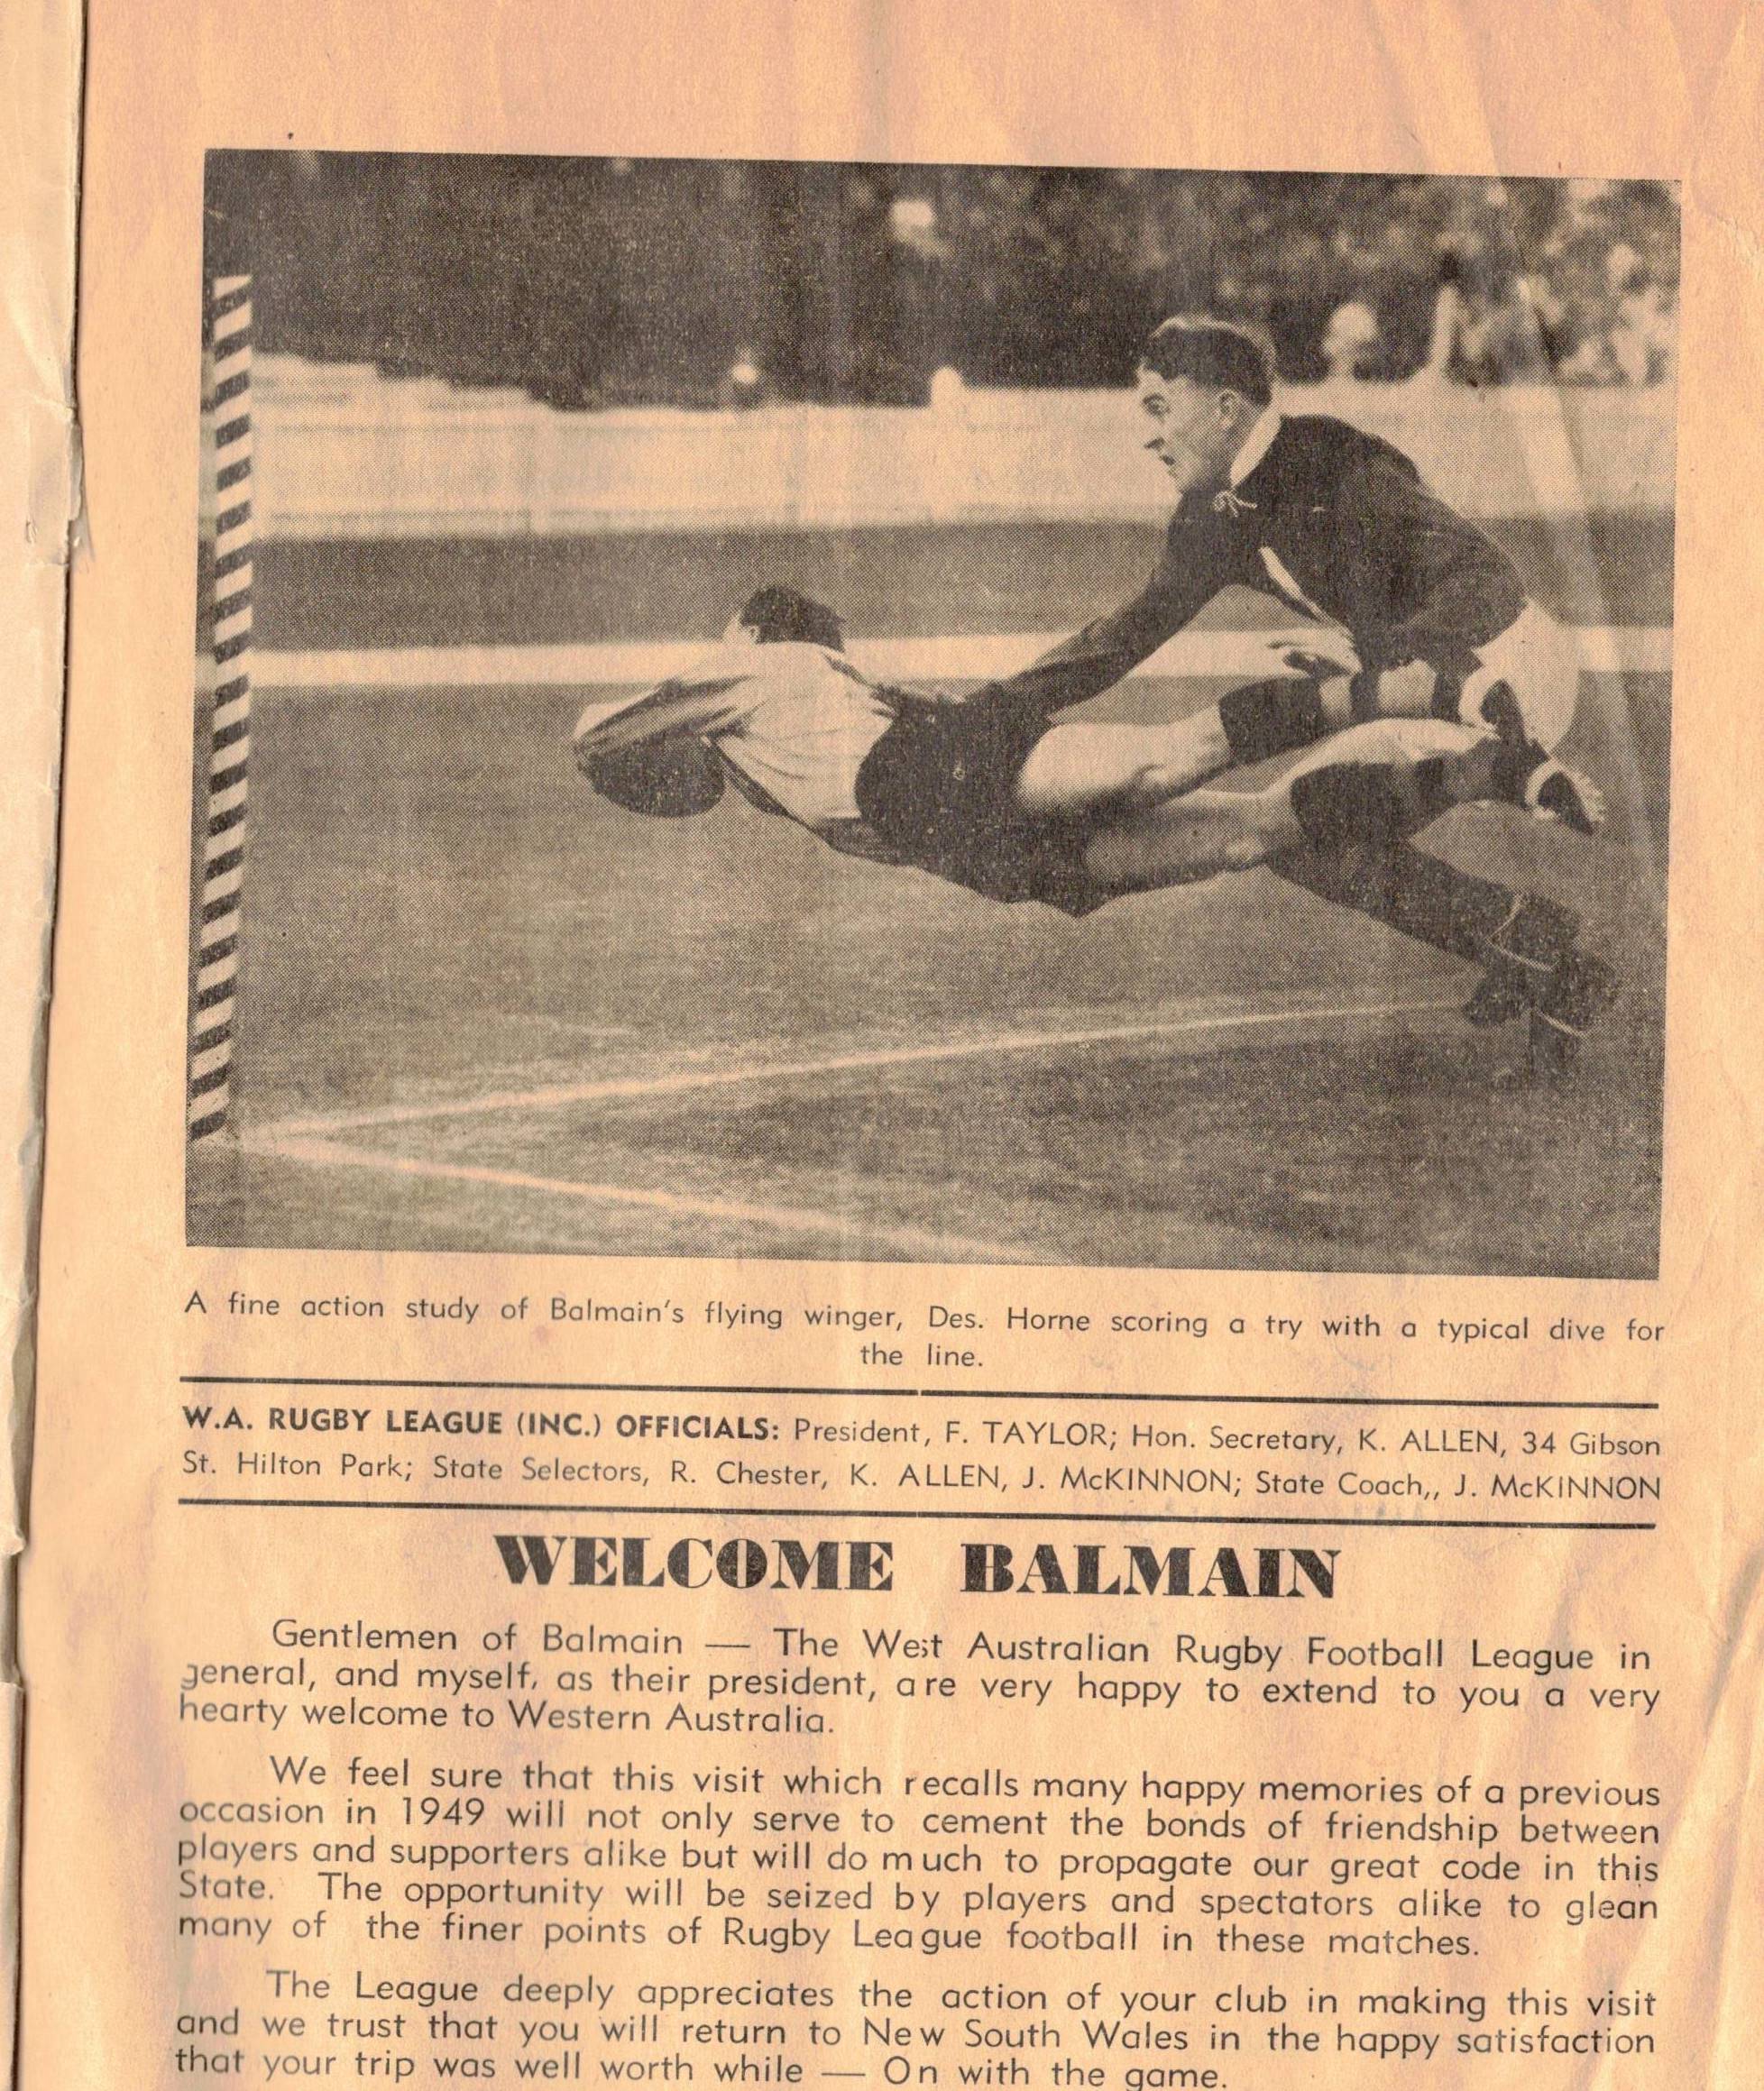 A fine action study of Balmain's flying winger, Des. Horne scoring a try with a typical dive for
the line.
W.A. RUGBY LEAGUE (INC.) OFFICIALS: President, F. TAYLOR; Hon. Secretary, K. ALLEN, 34 Gibson
St. Hilton Park; State Selectors, R. Chester, K. ALLEN, J. McKINNON; State Coach,, J. McKINNON
WELCOME BALMAIN
Gentlemen of Balmain — The West Australian Rugby Football League in
general, and myself, as their president, are very happy to extend to you a very
hearty welcome to Western Australia.
We feel sure that this visit which recalls many happy memories of a previous
occasion in 1949 will not only serve to cement the bonds of friendship between
players and supporters alike but will do much to propagate our great code in this
State. The opportunity will be seized by players and spectators alike to glean
many of the finer points of Rugby League football in these matches.
The League deeply appreciates the action of your club in making this visit
and we trust that you will return to New South Wales in the happy satisfaction
that your trip was well worth while — On with the game.